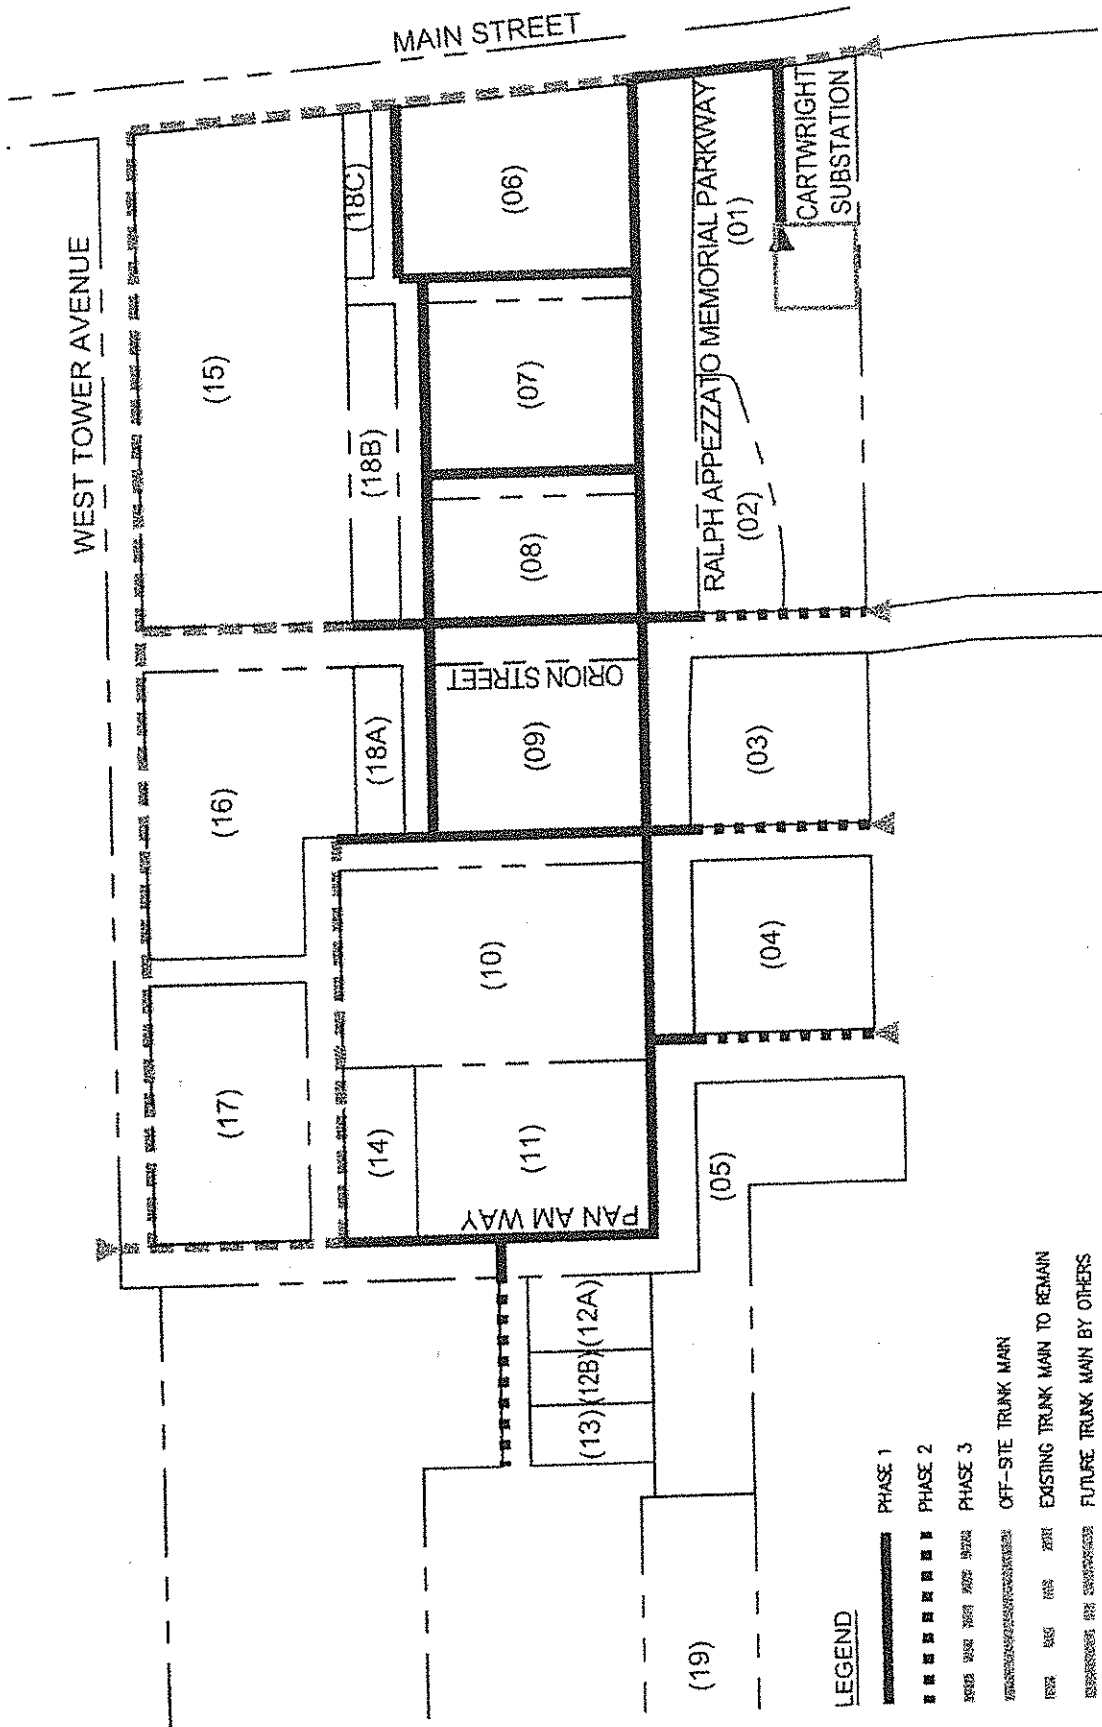 MAIN STREET
WEST TOWER AVENUE
(15)
(18C)
(06)
(18B)
(07)
(08)
RALPH APPEZZATO MEMORIAL PARKWAY
(01)
(02)
CARTWRIGHT
SUBSTATION
(16)
(18A)
(09)
ORION STREET
(03)
(17)
(10)
(04)
(14)
(11)
PAN AM WAY
(05)
(13)
(12B)
(12A)
(19)
LEGEND
PHASE 1
PHASE 2
PHASE 3
OFF-SITE TRUNK MAIN
EXISTING TRUNK MAIN TO REMAIN
FUTURE TRUNK MAIN BY OTHERS